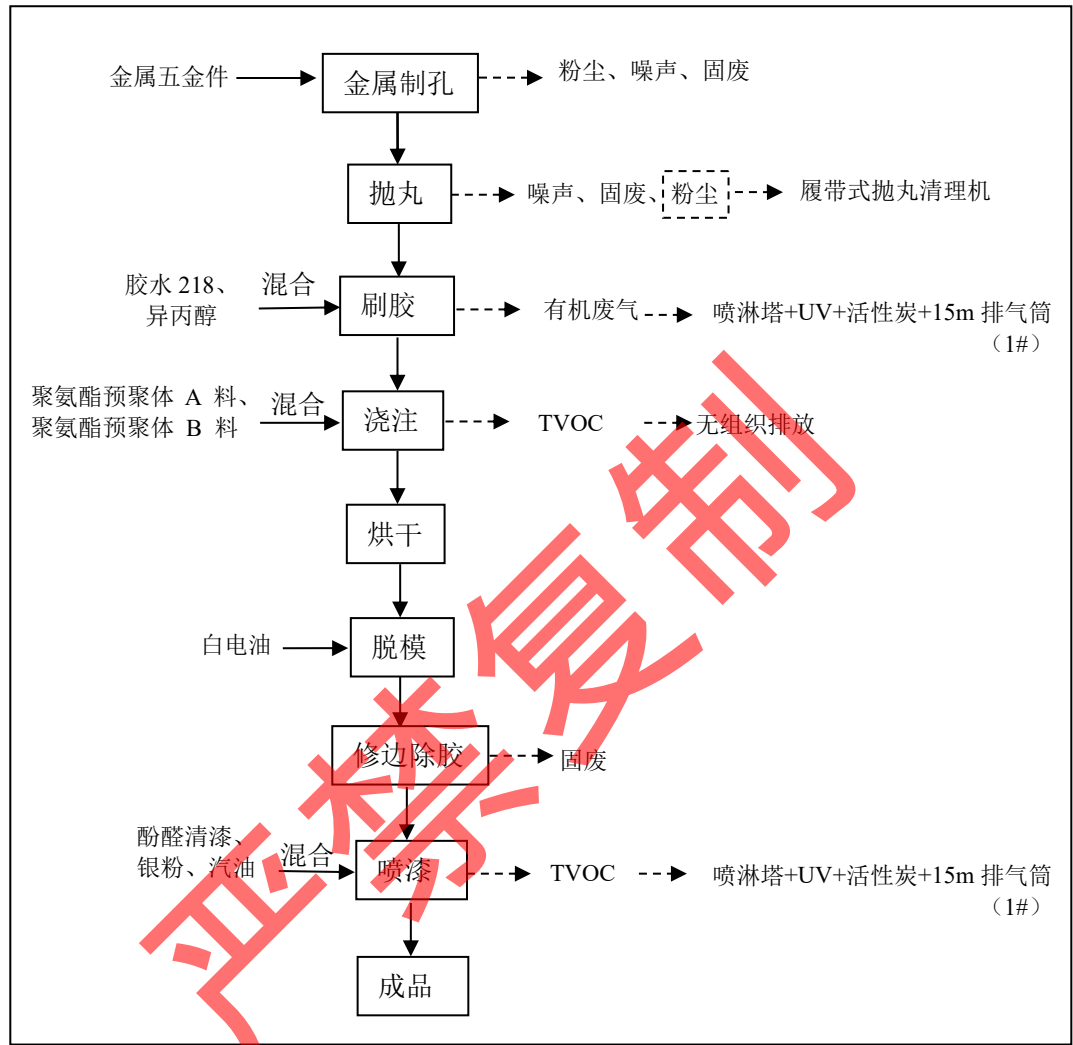 金属五金件
金属制孔
粉尘、噪声、固废
抛丸
噪声、固废、粉尘
履带式抛丸清理机
胶水 218、
异丙醇
混合
刷胶
有机废气
喷淋塔+UV+活性炭+15m 排气筒
（1#）
聚氨酯预聚体 A 料、
聚氨酯预聚体 B 料
混合
浇注
TVOC
无组织排放
烘干
白电油
脱模
修边除胶
固废
酚醛清漆、
银粉、汽油
混合
喷漆
TVOC
喷淋塔+UV+活性炭+15m 排气筒
（1#）
成品
严禁复制